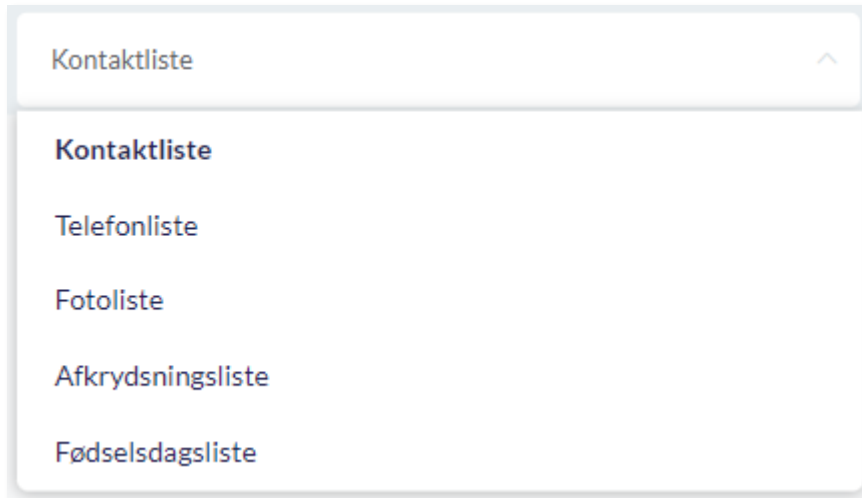 Kontaktliste
Kontaktliste
Telefonliste
Fotoliste
Afkrydsningsliste
Fødselsdagsliste